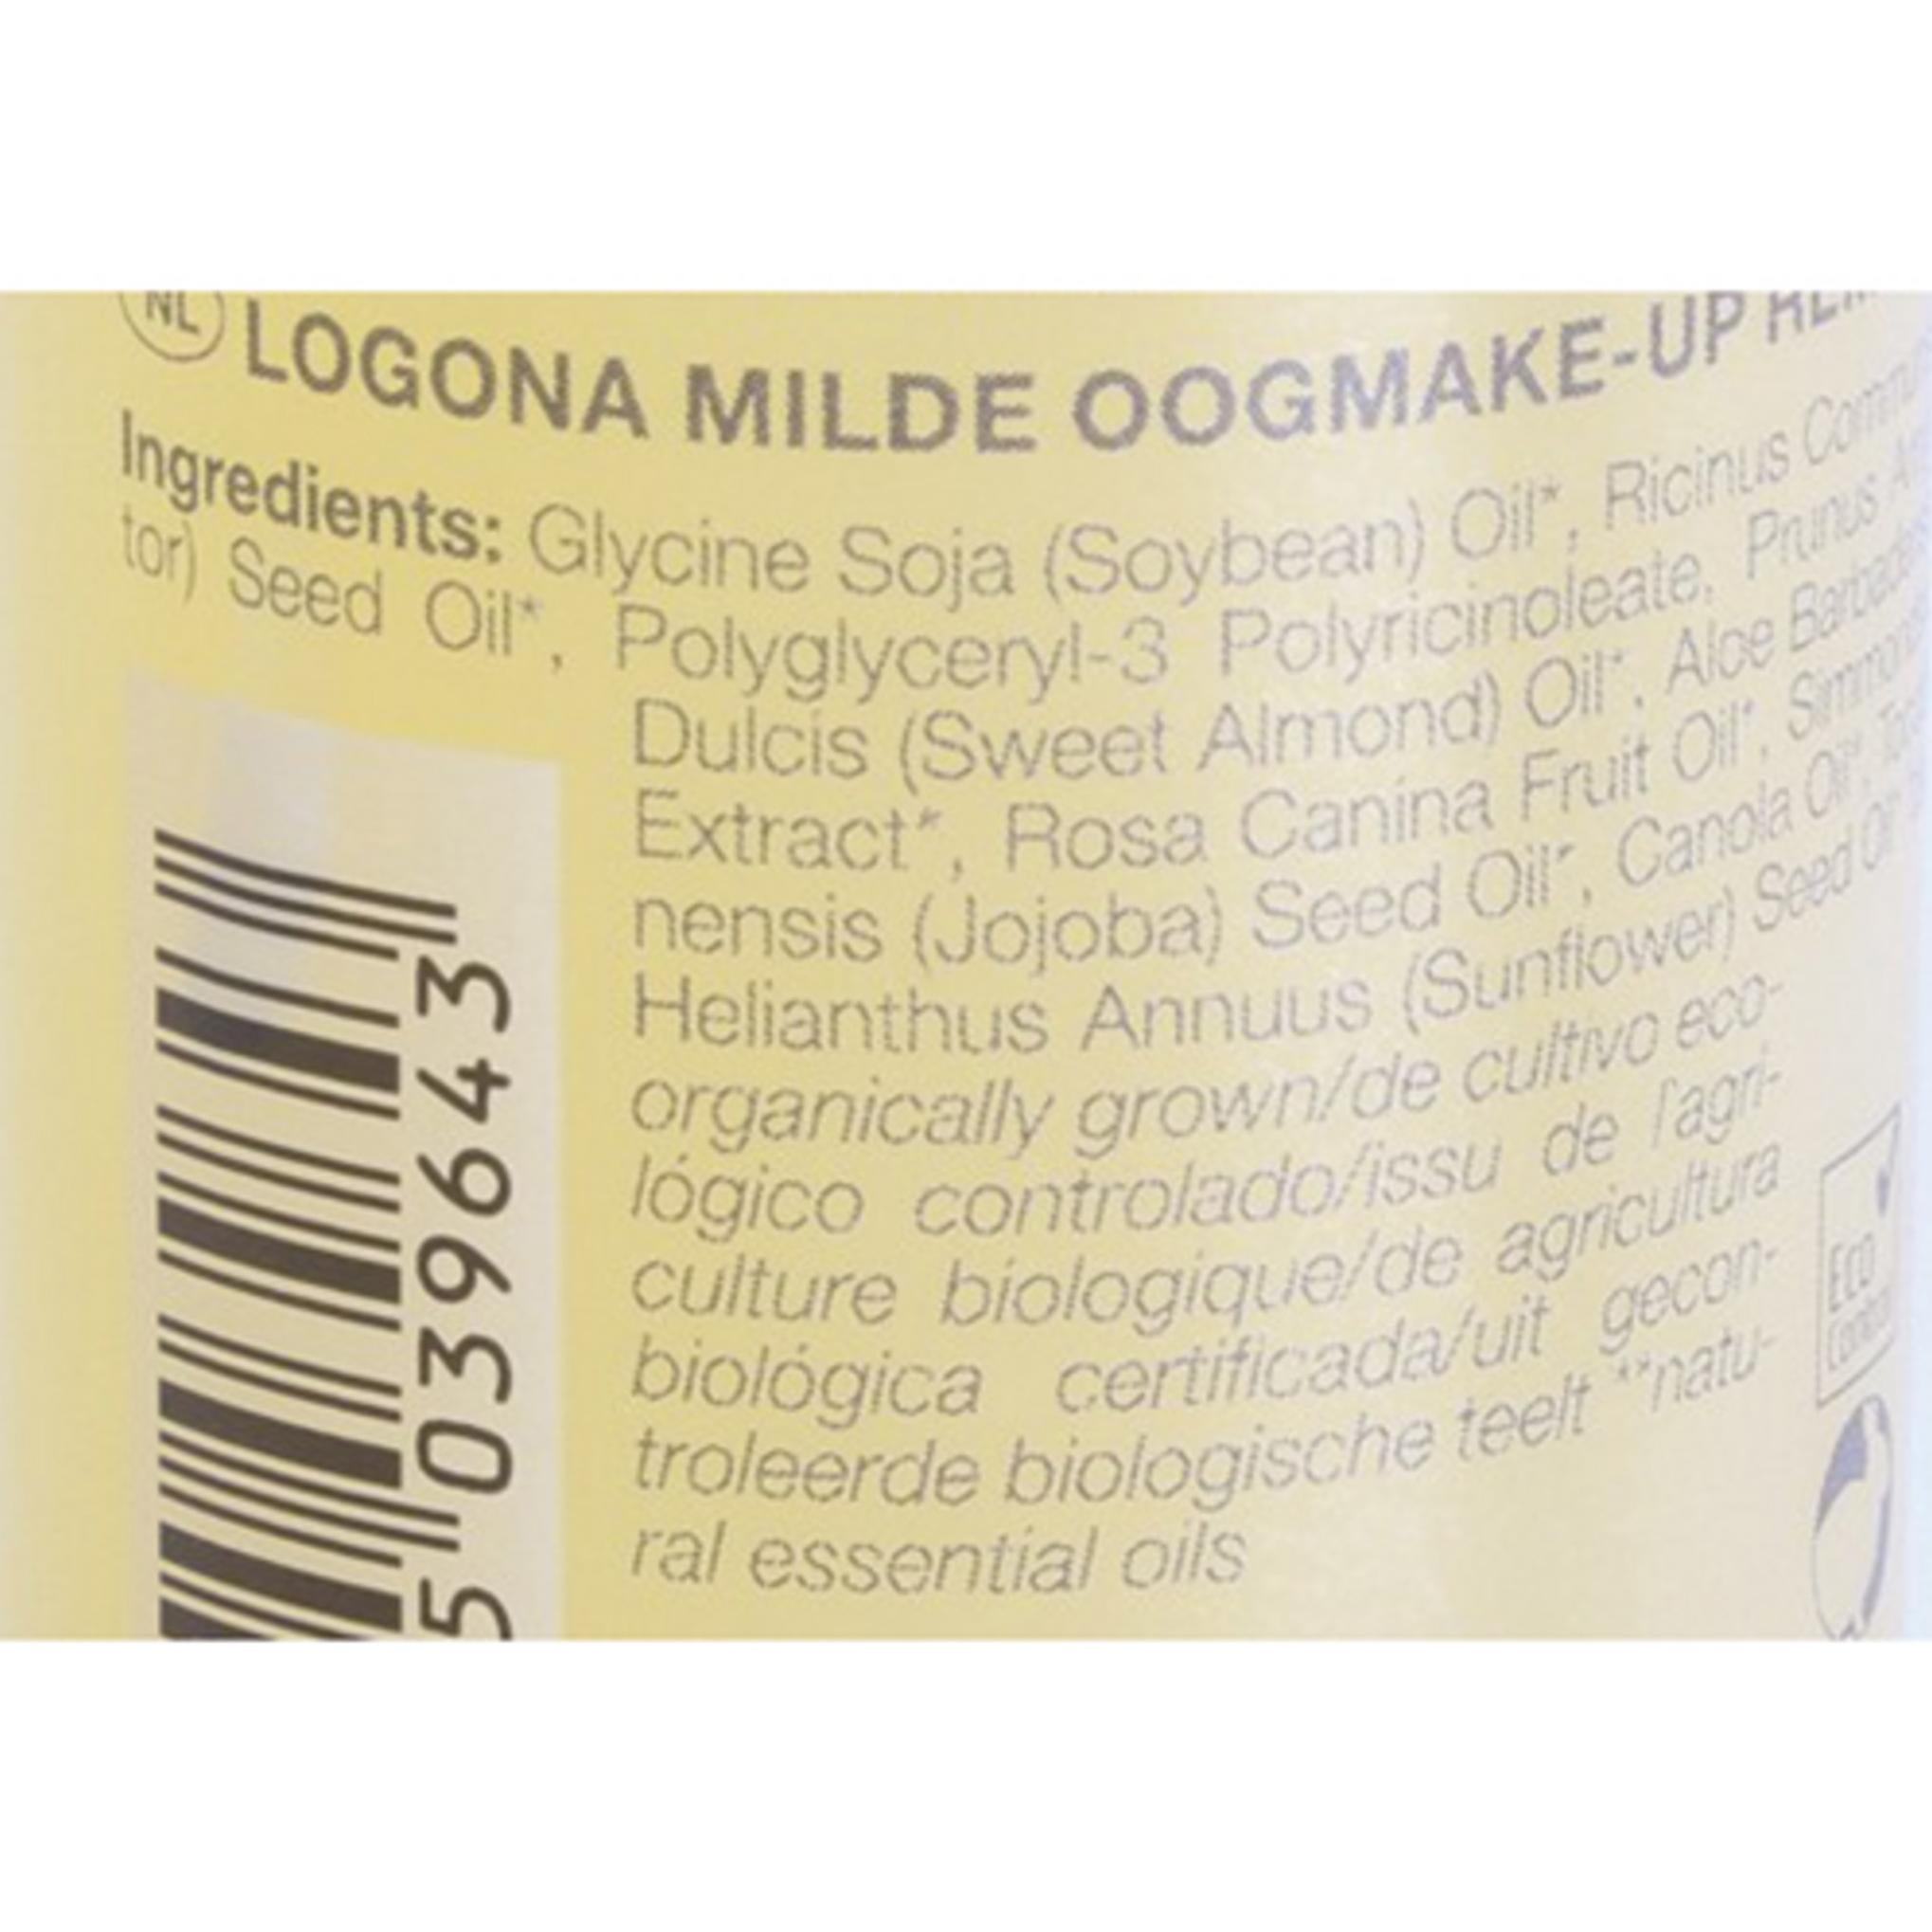 NL LOGONA MILDE OOGMAKE-UP
Ingredients: Glycine Soja (Soybean) Oil*, Ricinus
tor) Seed Oil*, Polyglyceryl-3 Polyricinoleate, Prunus
Dulcis (Sweet Almond) Oil*, Aloe
Extract*, Rosa Canina Fruit Oil*,
nensis (Jojoba) Seed Oil*, Canola Oil*,
Helianthus Annuus (Sunflower) Seed Oil
organically grown/de cultivo eco-
lógico controlado/issu de l'agri-
culture biologique/de agricultura
biológica certificada/uit gecon-
troleerde biologische teelt **natu-
ral essential oils
5 039643
Eco
Control